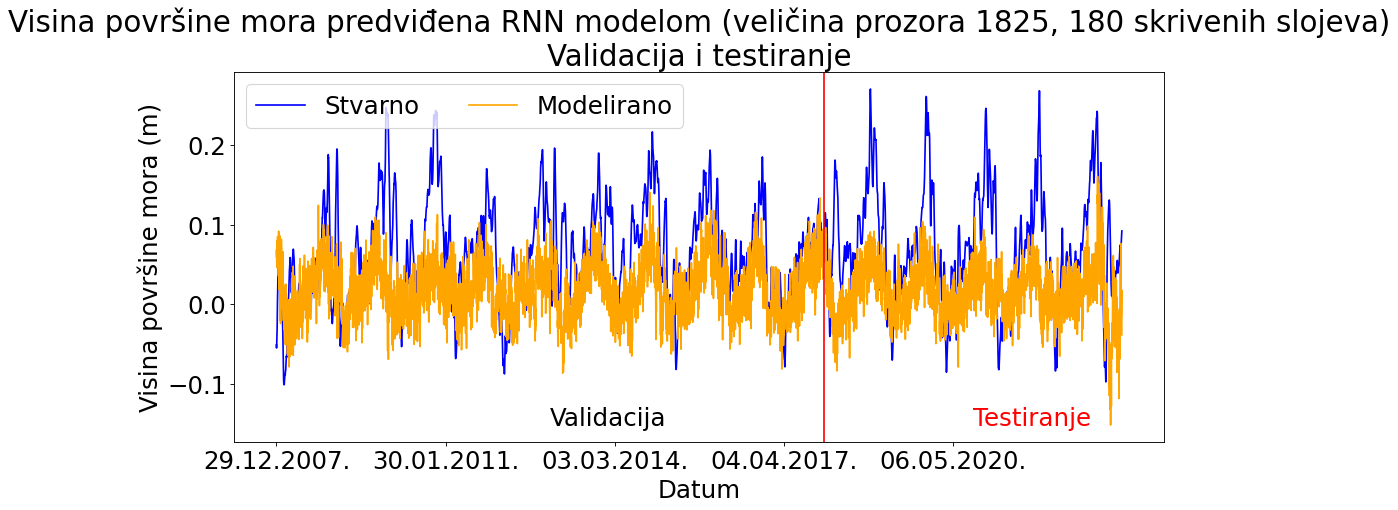 Visina površine mora predviđena RNN modelom (veličina prozora 1825, 180 skrivenih slojeva)
Validacija i testiranje
Stvarno
Modelirano
Visina površine mora (m)
0.2
0.1
0.0
−0.1
Validacija
Testiranje
29.12.2007.
30.01.2011.
03.03.2014.
04.04.2017.
06.05.2020.
Datum